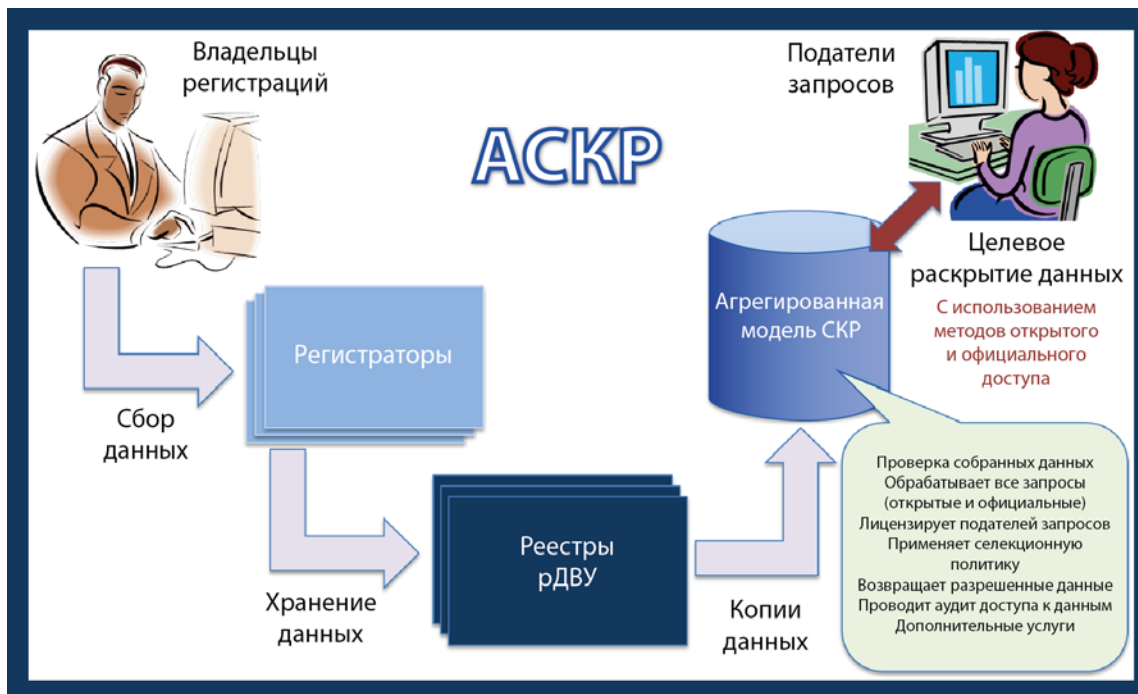 Владельцы
регистраций
Податели
запросов
АСКР
Целевое
раскрытие данных
С использованием
методов открытого
и официального
доступа
Агрегированная
модель СКР
Регистраторы
Сбор
данных
Реестры
рДВУ
Хранение
данных
Копии
данных
Проверка собранных данных
Обрабатывает все запросы
(открытые и официальные)
Лицензирует подателей запросов
Применяет селекционную
политику
Возвращает разрешенные данные
Проводит аудит доступа к данным
Дополнительные услуги